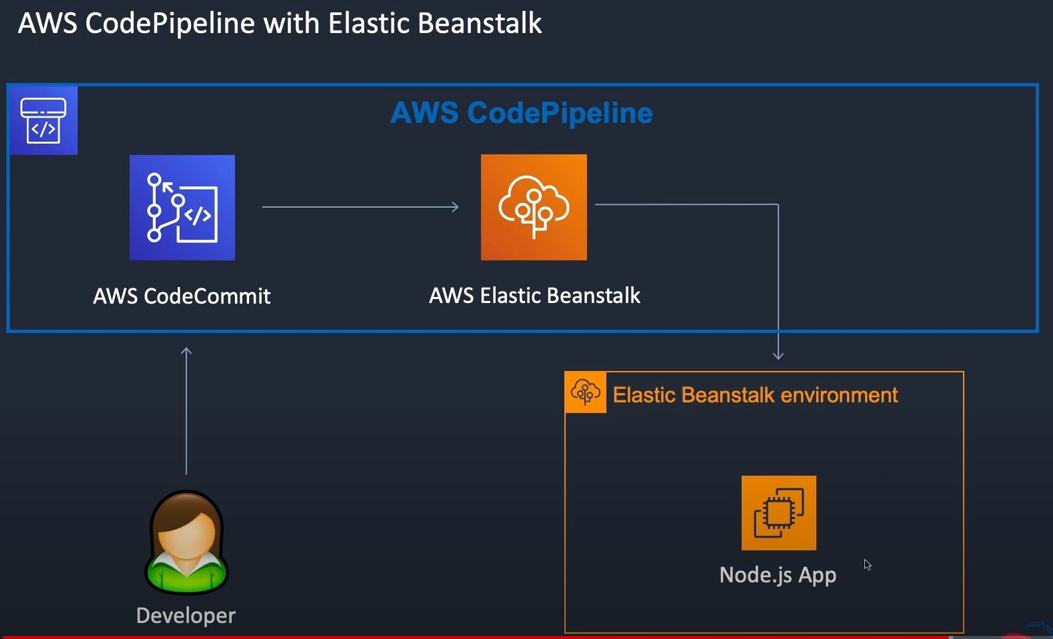 AWS CodePipeline with Elastic Beanstalk
AWS CodePipeline
</>
</>
AWS CodeCommit
AWS Elastic Beanstalk
Elastic Beanstalk environment
Node.js App
Developer